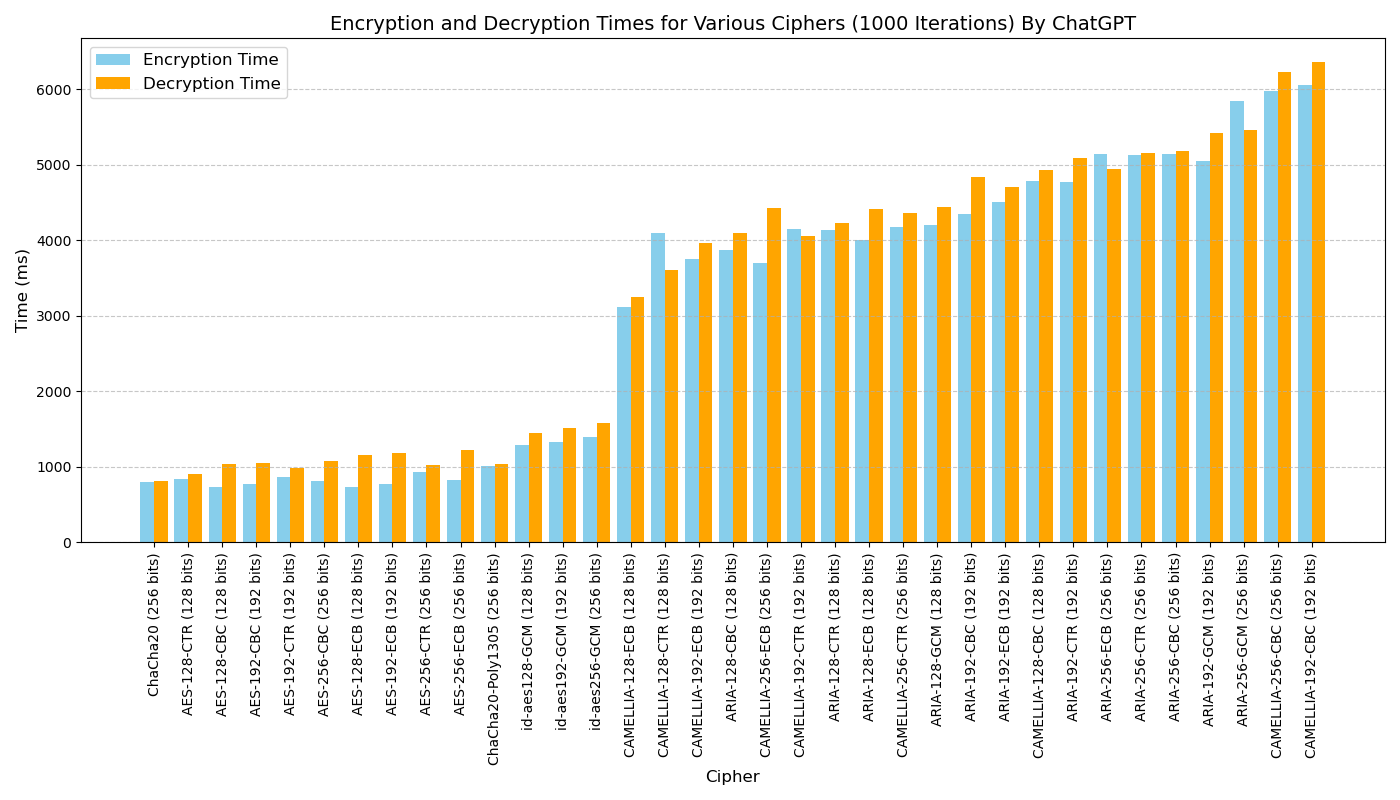 Encryption and Decryption Times for Various Ciphers (1000 Iterations) By ChatGPT
Encryption Time
Decryption Time
Time (ms)
6000
5000
4000
3000
2000
1000
0
ChaCha20 (256 bits)
AES-128-CTR (128 bits)
AES-128-CBC (128 bits)
AES-192-CBC (192 bits)
AES-192-CTR (192 bits)
AES-256-CBC (256 bits)
AES-128-ECB (128 bits)
AES-192-ECB (192 bits)
AES-256-CTR (256 bits)
AES-256-ECB (256 bits)
ChaCha20-Poly1305 (256 bits)
id-aes128-GCM (128 bits)
id-aes192-GCM (192 bits)
id-aes256-GCM (256 bits)
CAMELLIA-128-ECB (128 bits)
CAMELLIA-128-CTR (128 bits)
CAMELLIA-192-ECB (192 bits)
ARIA-128-CBC (128 bits)
CAMELLIA-256-ECB (256 bits)
CAMELLIA-192-CTR (192 bits)
ARIA-128-CTR (128 bits)
ARIA-128-ECB (128 bits)
CAMELLIA-256-CTR (256 bits)
ARIA-128-GCM (128 bits)
ARIA-192-CBC (192 bits)
ARIA-192-ECB (192 bits)
CAMELLIA-128-CBC (128 bits)
ARIA-192-CTR (192 bits)
ARIA-256-ECB (256 bits)
ARIA-256-CTR (256 bits)
ARIA-256-CBC (256 bits)
ARIA-192-GCM (192 bits)
ARIA-256-GCM (256 bits)
CAMELLIA-256-CBC (256 bits)
CAMELLIA-192-CBC (192 bits)
Cipher